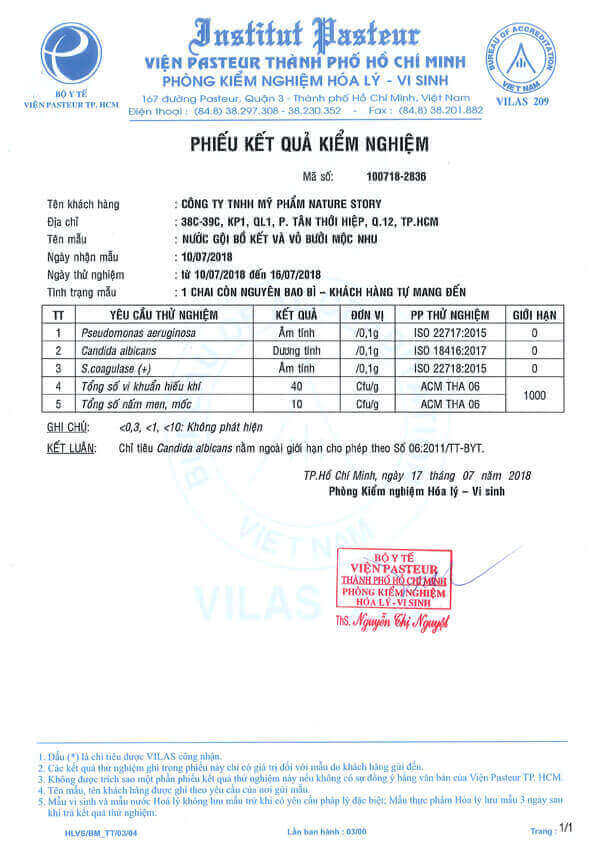 Institut Pasteur
VIỆN PASTEUR THÀNH PHỐ HỒ CHÍ MINH
PHÒNG KIỂM NGHIỆM HÓA LÝ - VI SINH
167 đường Pasteur, Quận 3 - Thành phố Hồ Chí Minh, Việt Nam
Điện thoại : (84.8) 38.297.308 - 38.230.352 - Fax : (84.8) 38.201.882
BỘ Y TẾ
VIỆN PASTEUR TP. HCM
BUREAU OF ACCREDITATION
VIET NAM
VILAS 209
PHIẾU KẾT QUẢ KIỂM NGHIỆM
Mã số: 100718-2836
Tên khách hàng : CÔNG TY TNHH MỸ PHẨM NATURE STORY
Địa chỉ : 38C-39C, KP1, QL1, P. TÂN THỚI HIỆP, Q.12, TP.HCM
Tên mẫu : NƯỚC GỘI BỒ KẾT VÀ VỎ BƯỞI MỘC NHU
Ngày nhận mẫu : 10/07/2018
Ngày thử nghiệm : từ 10/07/2018 đến 16/07/2018
Tình trạng mẫu : 1 CHAI CÒN NGUYÊN BAO BÌ – KHÁCH HÀNG TỰ MANG ĐẾN
TT YÊU CẦU THỬ NGHIỆM KẾT QUẢ ĐƠN VỊ PP THỬ NGHIỆM GIỚI HẠN
1 Pseudomonas aeruginosa Âm tính /0,1g ISO 22717:2015 0
2 Candida albicans Dương tính /0,1g ISO 18416:2017 0
3 S.coagulase (+) Âm tính /0,1g ISO 22718:2015 0
4 Tổng số vi khuẩn hiếu khí 40 Cfu/g ACM THA 06 1000
5 Tổng số nấm men, mốc 10 Cfu/g ACM THA 06
GHI CHÚ: <0,3, <1, <10: Không phát hiện
KẾT LUẬN: Chỉ tiêu Candida albicans nằm ngoài giới hạn cho phép theo Số 06:2011/TT-BYT.
TP.Hồ Chí Minh, ngày 17 tháng 07 năm 2018
Phòng Kiểm nghiệm Hóa lý – Vi sinh
VIET NAM
VILAS
BỘ Y TẾ
VIỆN PASTEUR
THÀNH PHỐ HỒ CHÍ MINH
PHÒNG KIỂM NGHIỆM
HÓA LÝ - VI SINH
ThS. Nguyễn Thị Nguyệt
1. Dấu (*) là chỉ tiêu được VILAS công nhận.
2. Các kết quả thử nghiệm ghi trong phiếu này chỉ có giá trị đối với mẫu do khách hàng gửi đến.
3. Không được trích sao một phần phiếu kết quả thử nghiệm này nếu không có sự đồng ý bằng văn bản của Viện Pasteur TP. HCM.
4. Tên mẫu, tên khách hàng được ghi theo yêu cầu của nơi gửi mẫu.
5. Mẫu vi sinh và mẫu nước Hoá lý không lưu mẫu trừ khi có yêu cầu pháp lý đặc biệt; Mẫu thực phẩm Hóa lý lưu mẫu 3 ngày sau
khi trả kết quả thử nghiệm.
HLVS/BM_TT/03/04 Lần ban hành : 03/00 Trang : 1/1